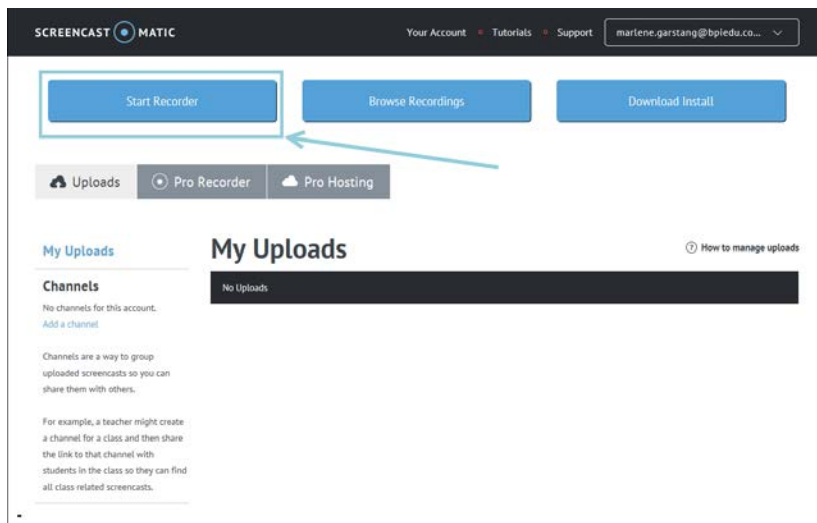 SCREENCAST MATIC
Your Account • Tutorials • Support marlene.garstang@bpiedu.co...
Start Recorder Browse Recordings Download Install
Uploads Pro Recorder Pro Hosting
My Uploads
My Uploads
? How to manage uploads
Channels
No channels for this account.
Add a channel
Channels are a way to group
uploaded screencasts so you can
share them with others.
For example, a teacher might create
a channel for a class and then share
the link to that channel with
students in the class so they can find
all class related screencasts.
No Uploads